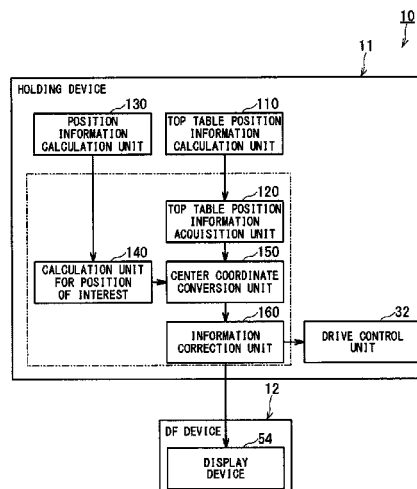 10
11
HOLDING DEVICE
130
POSITION
INFORMATION
CALCULATION UNIT
110
TOP TABLE POSITION
INFORMATION
CALCULATION UNIT
120
TOP TABLE POSITION
INFORMATION
ACQUISITION UNIT
140
CALCULATION UNIT
FOR POSITION
OF INTEREST
150
CENTER COORDINATE
CONVERSION UNIT
160
INFORMATION
CORRECTION UNIT
32
DRIVE CONTROL
UNIT
12
DF DEVICE
54
DISPLAY
DEVICE